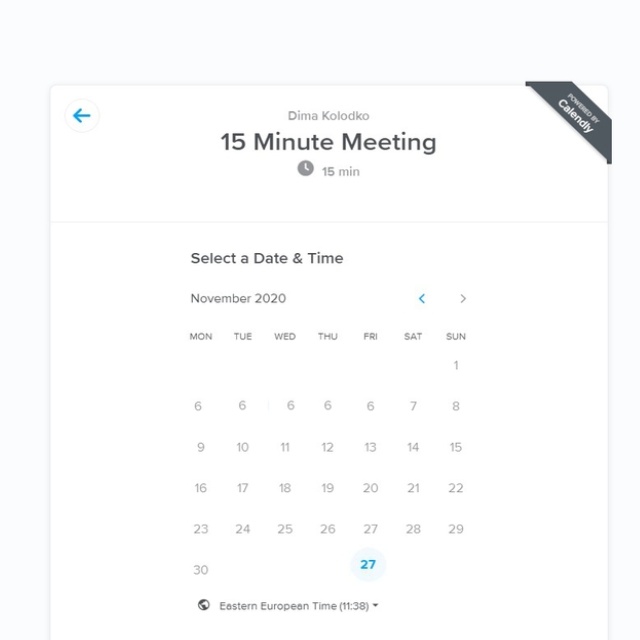 POWERED BY
Calendly
Dima Kolodko
15 Minute Meeting
15 min
Select a Date & Time
November 2020
MON TUE WED THU FRI SAT SUN
1
6 6 6 6 6 7 8
9 10 11 12 13 14 15
16 17 18 19 20 21 22
23 24 25 26 27 28 29
30 27
Eastern European Time (11:38)